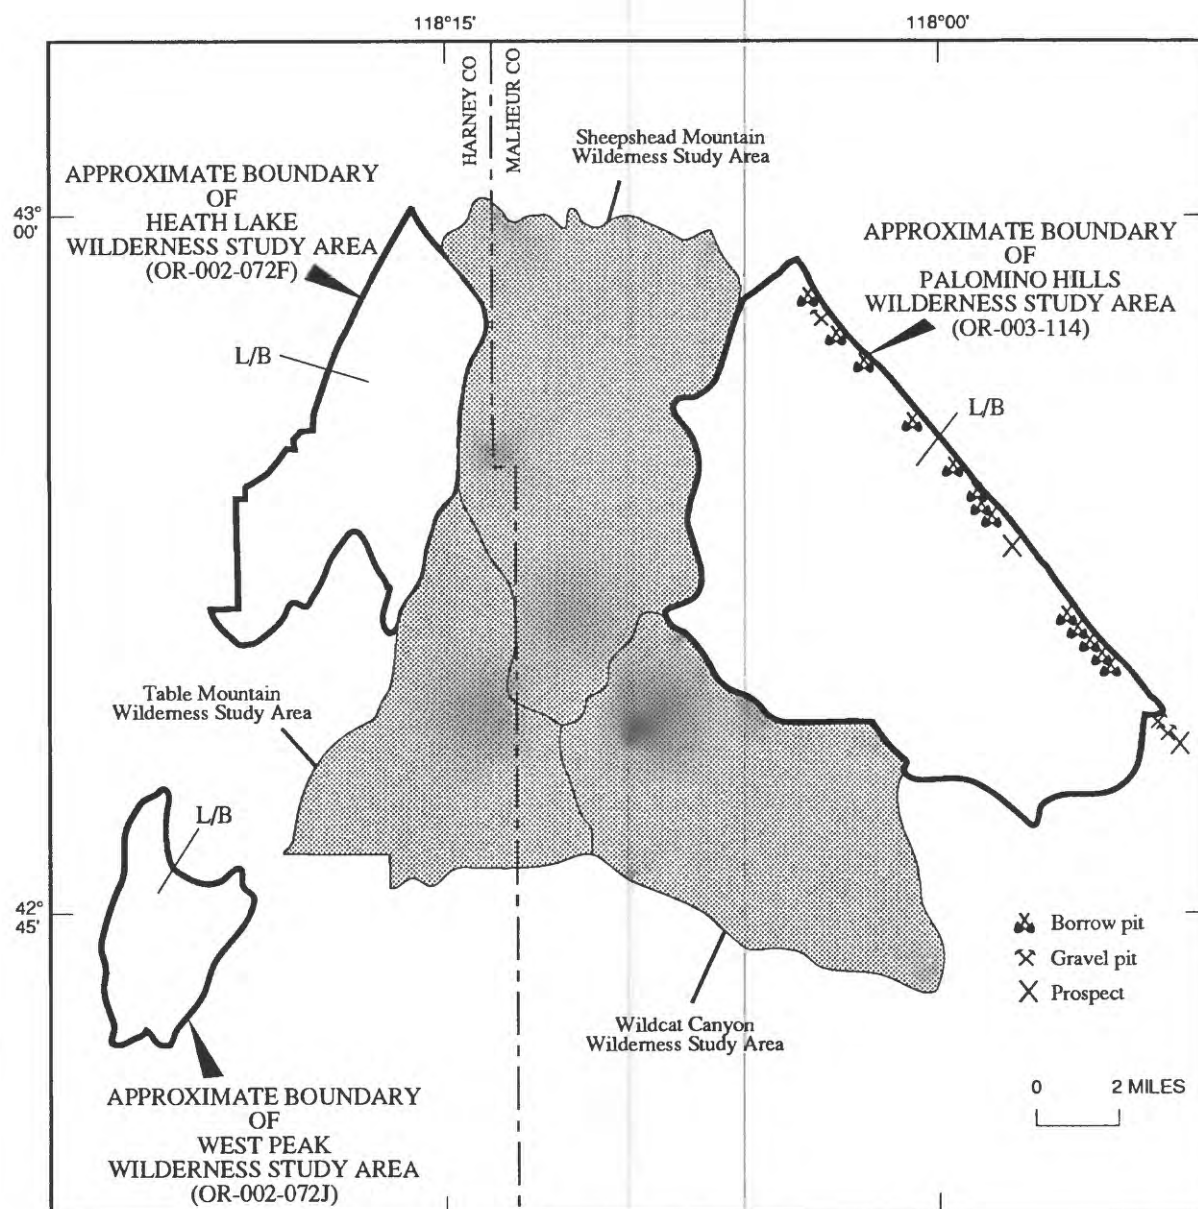 118°15'
118°00'
HARNEY CO
MALHEUR CO
Sheepshead Mountain
Wilderness Study Area
APPROXIMATE BOUNDARY
OF
HEATH LAKE
WILDERNESS STUDY AREA
(OR-002-072F)
43°
00'
APPROXIMATE BOUNDARY
OF
PALOMINO HILLS
WILDERNESS STUDY AREA
(OR-003-114)
L/B
L/B
Table Mountain
Wilderness Study Area
L/B
42°
45'
Borrow pit
Gravel pit
Prospect
Wildcat Canyon
Wilderness Study Area
0 2 MILES
APPROXIMATE BOUNDARY
OF
WEST PEAK
WILDERNESS STUDY AREA
(OR-002-072J)